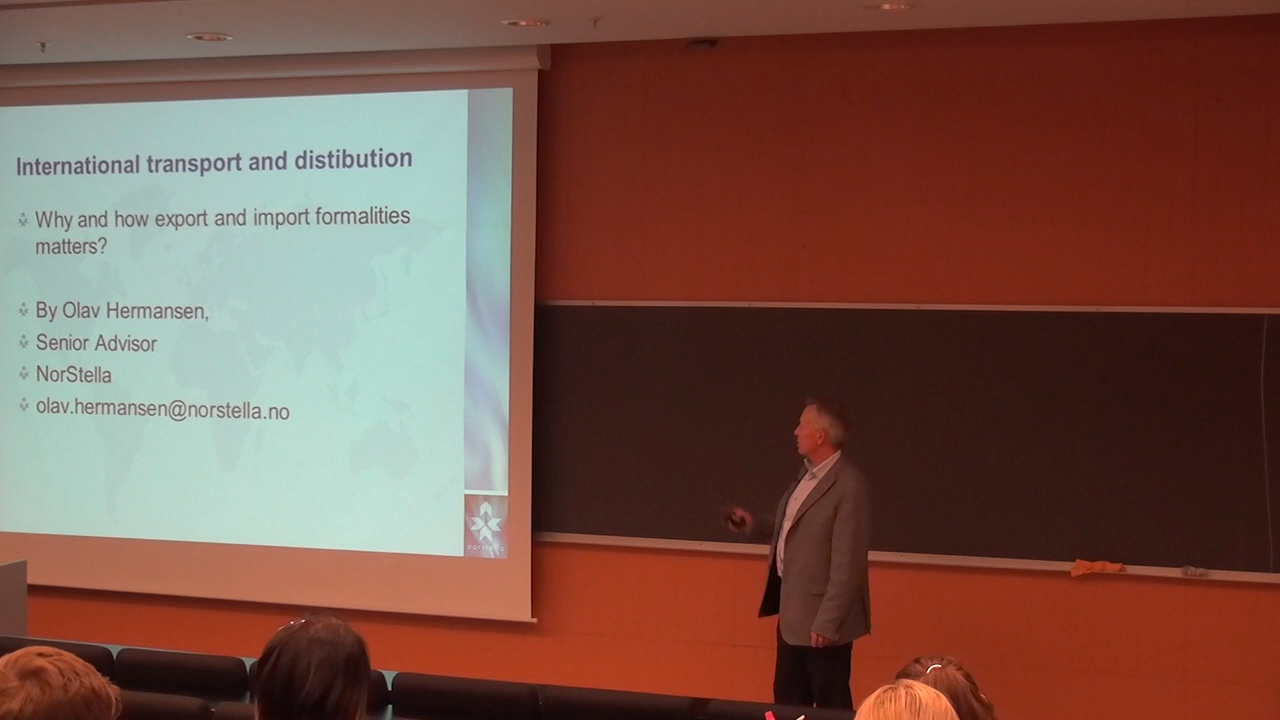 International transport and distibution
Why and how export and import formalities
matters?
By Olav Hermansen,
Senior Advisor
NorStella
olav.hermansen@norstella.no
norstella